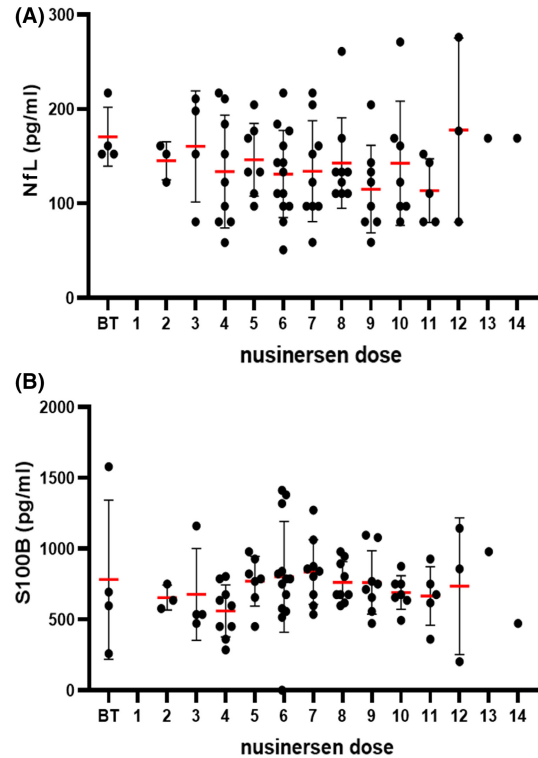 (A)
NfL (pg/ml)
300
200
100
0
BT 1 2 3 4 5 6 7 8 9 10 11 12 13 14
nusinersen dose
(B)
S100B (pg/ml)
2000
1500
1000
500
0
BT 1 2 3 4 5 6 7 8 9 10 11 12 13 14
nusinersen dose